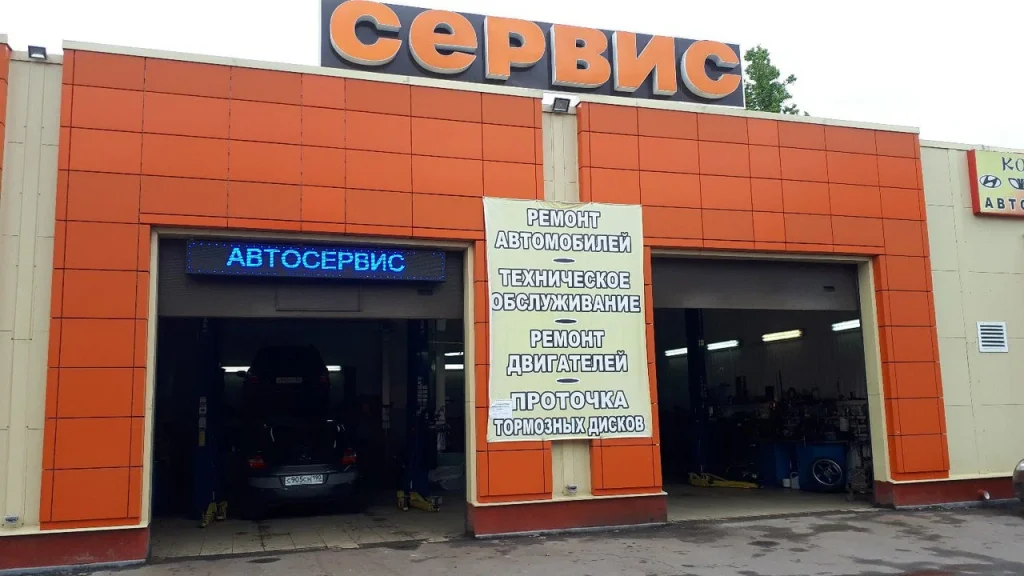 сервис
АВТОСЕРВИС
РЕМОНТ
АВТОМОБИЛЕЙ
ТЕХНИЧЕСКОЕ
ОБСЛУЖИВАНИЕ
РЕМОНТ
ДВИГАТЕЛЕЙ
ПРОТОЧКА
ТОРМОЗНЫХ ДИСКОВ